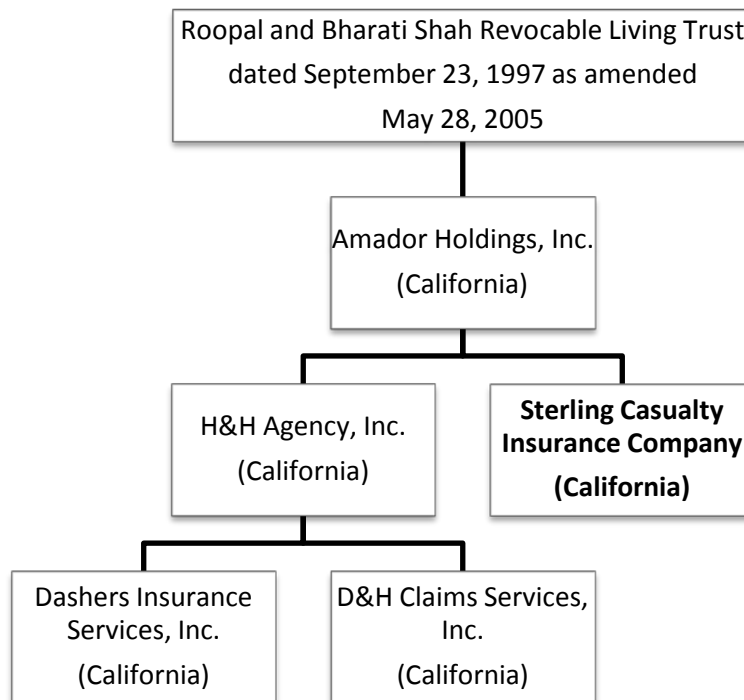 Roopal and Bharati Shah Revocable Living Trust
dated September 23, 1997 as amended
May 28, 2005
Amador Holdings, Inc.
(California)
H&H Agency, Inc.
(California)
Sterling Casualty
Insurance Company
(California)
Dashers Insurance
Services, Inc.
(California)
D&H Claims Services,
Inc.
(California)